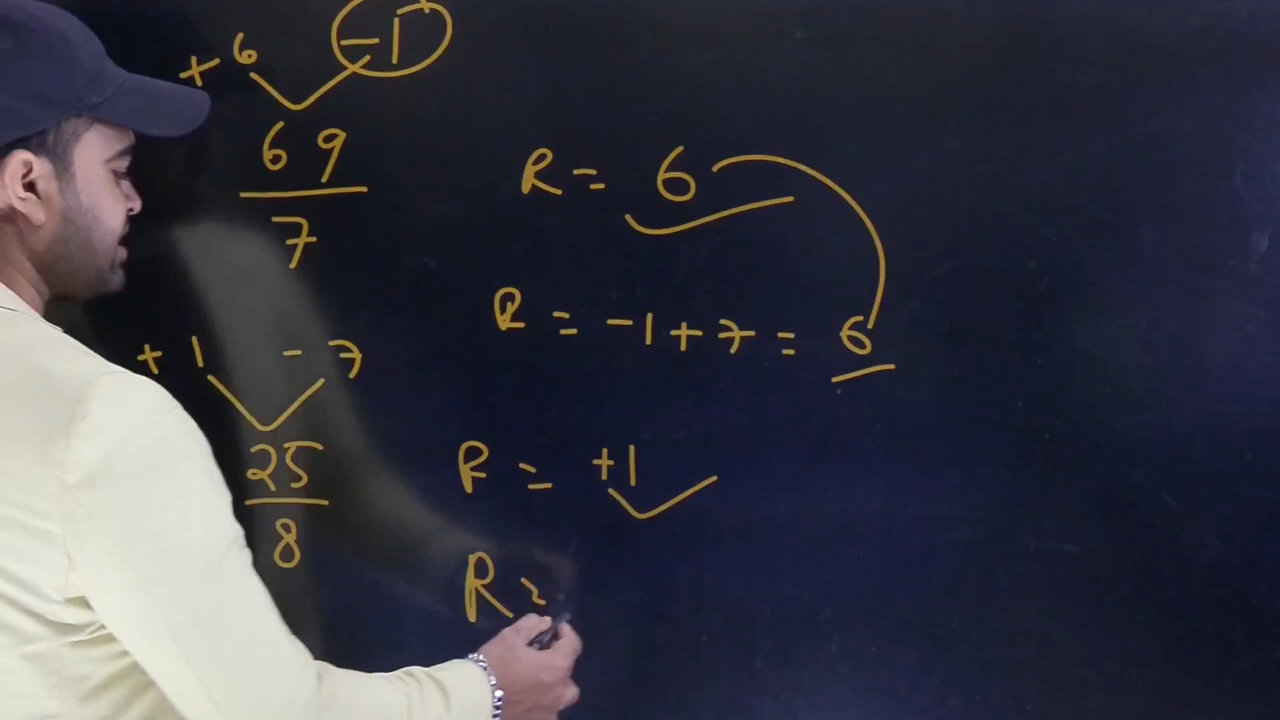 +6 -1
69
7
R = 6
R = -1+7 = 6
+1 -7
25
8
R = +1
R =